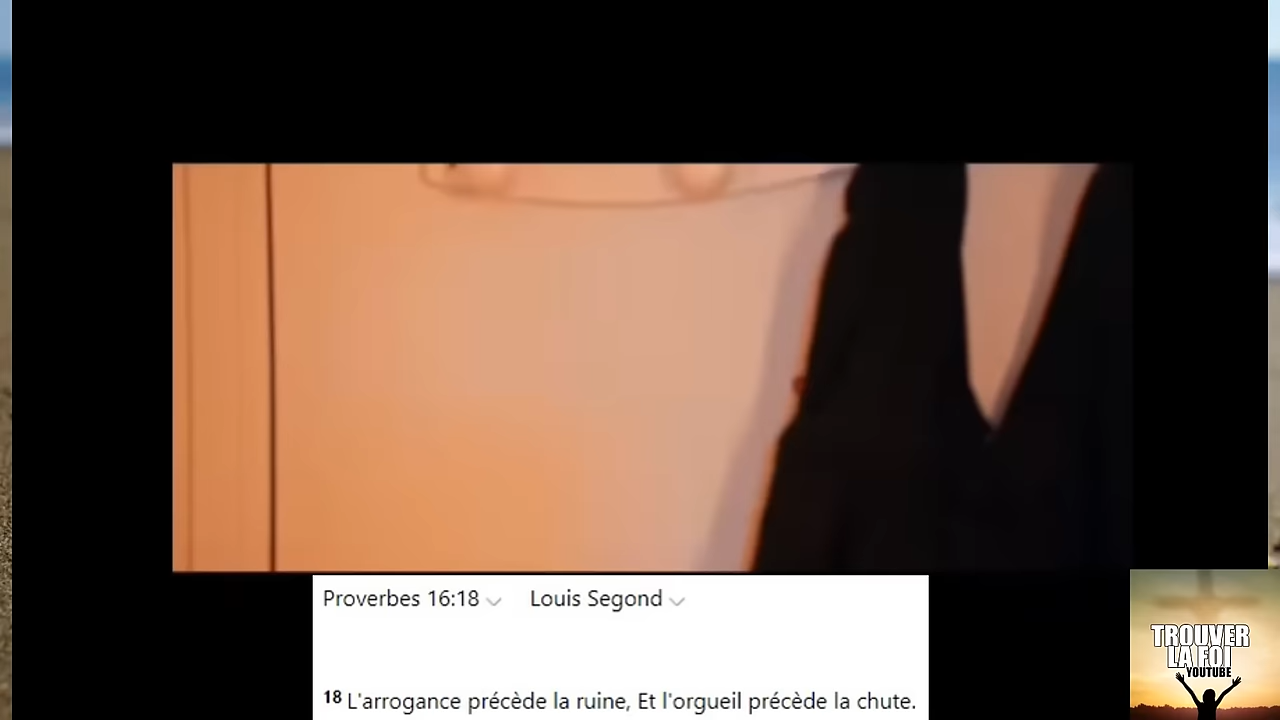 Proverbes 16:18 Louis Segond
18 L'arrogance précède la ruine, Et l'orgueil précède la chute.
TROUVER
LA FOI
YOUTUBE